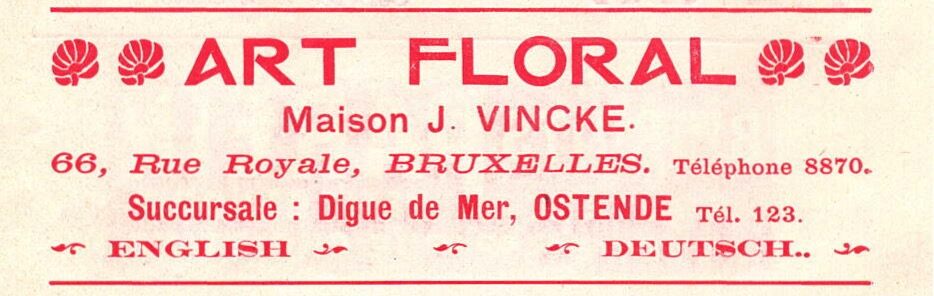 ART FLORAL
Maison J. VINCKE.
66, Rue Royale, BRUXELLES. Téléphone 8870.
Succursale : Digue de Mer, OSTENDE Tél. 123.
ENGLISH DEUTSCH..